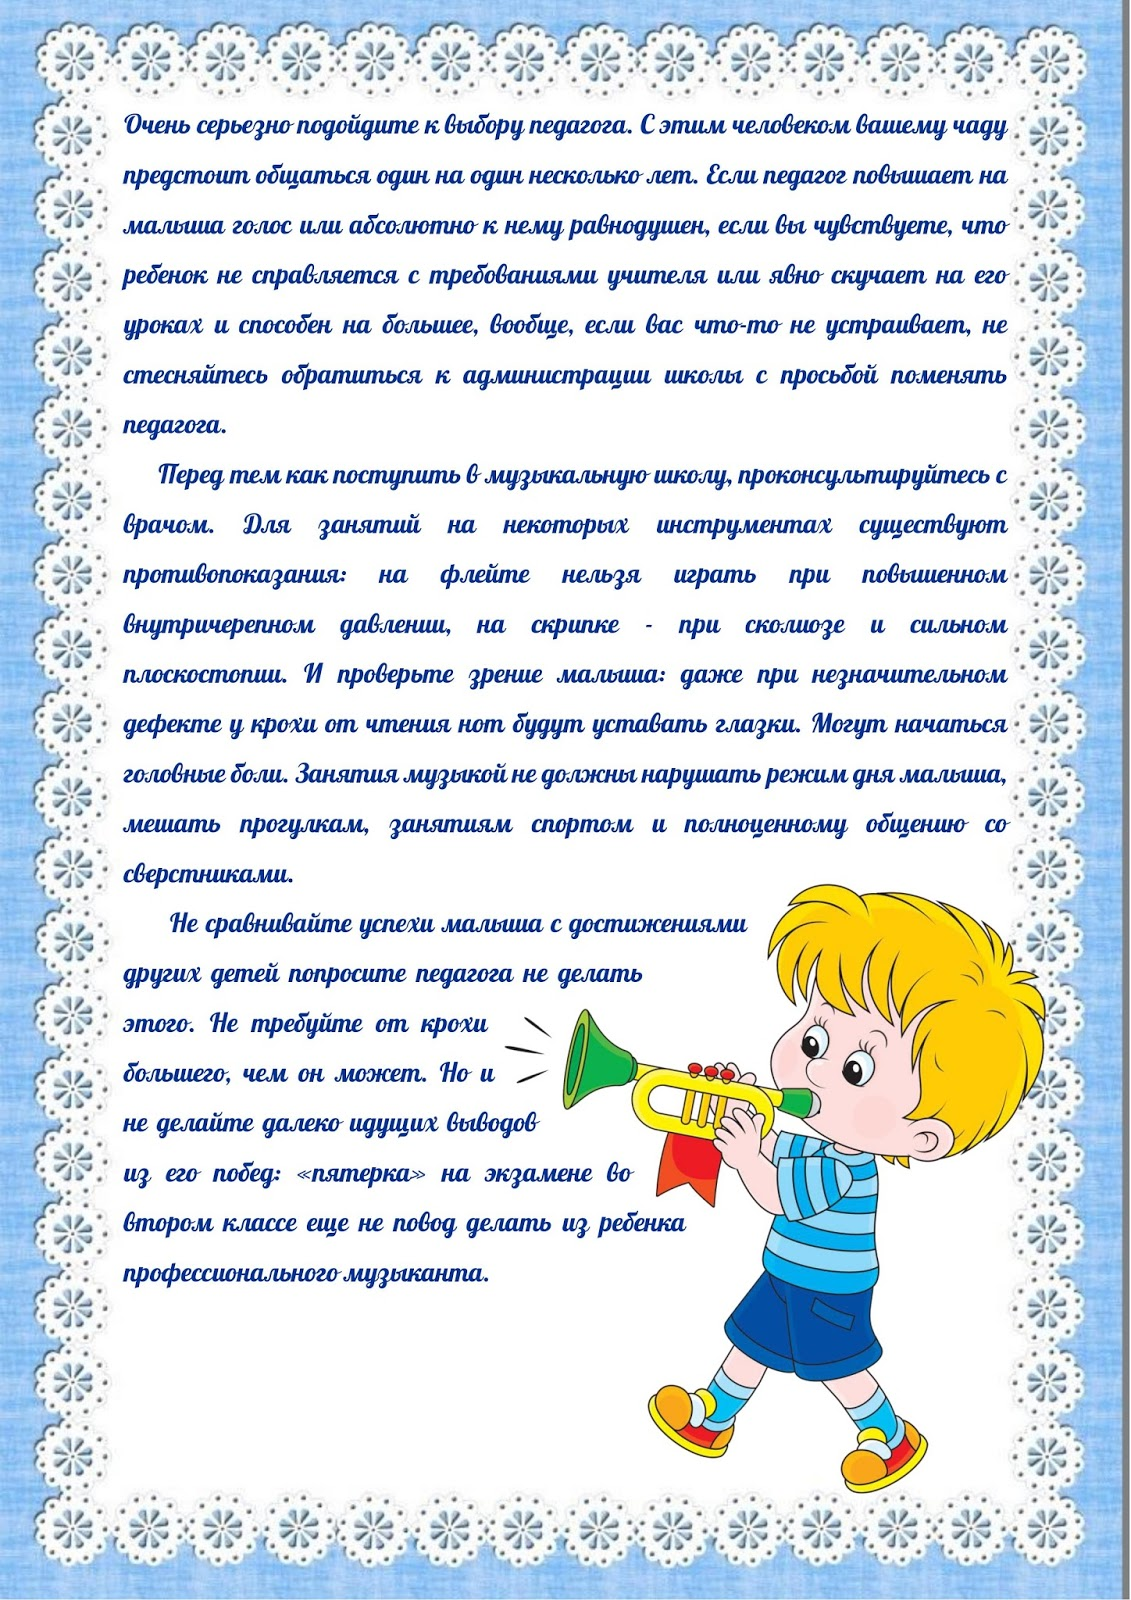 Очень серьезно подойдите к выбору педагога. С этим человеком вашему чаду
предстоит общаться один на один несколько лет. Если педагог повышает на
малыша голос или абсолютно к нему равнодушен, если вы чувствуете, что
ребенок не справляется с требованиями учителя или явно скучает на его
уроках и способен на большее, вообще, если вас что-то не устраивает, не
стесняйтесь обратиться к администрации школы с просьбой поменять
педагога.
Перед тем как поступить в музыкальную школу, проконсультируйтесь с
врачом. Для занятий на некоторых инструментах существуют
противопоказания: на флейте нельзя играть при повышенном
внутричерепном давлении, на скрипке - при сколиозе и сильном
плоскостопии. И проверьте зрение малыша: даже при незначительном
дефекте у крохи от чтения нот будут уставать глазки. Могут начаться
головные боли. Занятия музыкой не должны нарушать режим дня малыша,
мешать прогулкам, занятиям спортом и полноценному общению со
сверстниками.
Не сравнивайте успехи малыша с достижениями
других детей попросите педагога не делать
этого. Не требуйте от крохи
большего, чем он может. Но и
не делайте далеко идущих выводов
из его побед: «пятерка» на экзамене во
втором классе еще не повод делать из ребенка
профессионального музыканта.